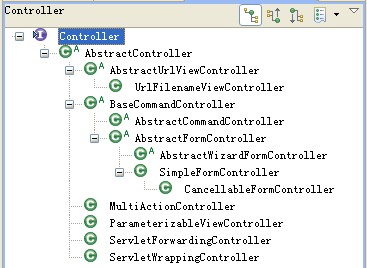 Controller
Controller
AbstractController
AbstractUrlViewController
UrlFilenameViewController
BaseCommandController
AbstractCommandController
AbstractFormController
AbstractWizardFormController
SimpleFormController
CancellableFormController
MultiActionController
ParameterizableViewController
ServletForwardingController
ServletWrappingController